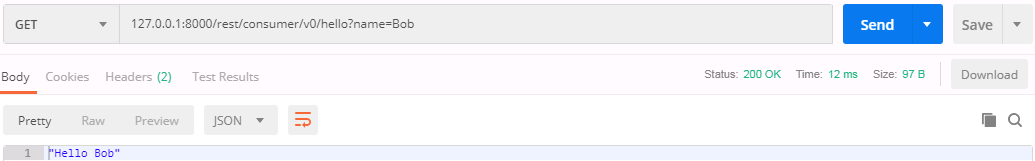 GET 127.0.0.1:8000/rest/consumer/v0/hello?name=Bob Send Save
Body Cookies Headers (2) Test Results Status: 200 OK Time: 12 ms Size: 97 B Download
Pretty Raw Preview JSON
1 "Hello Bob"